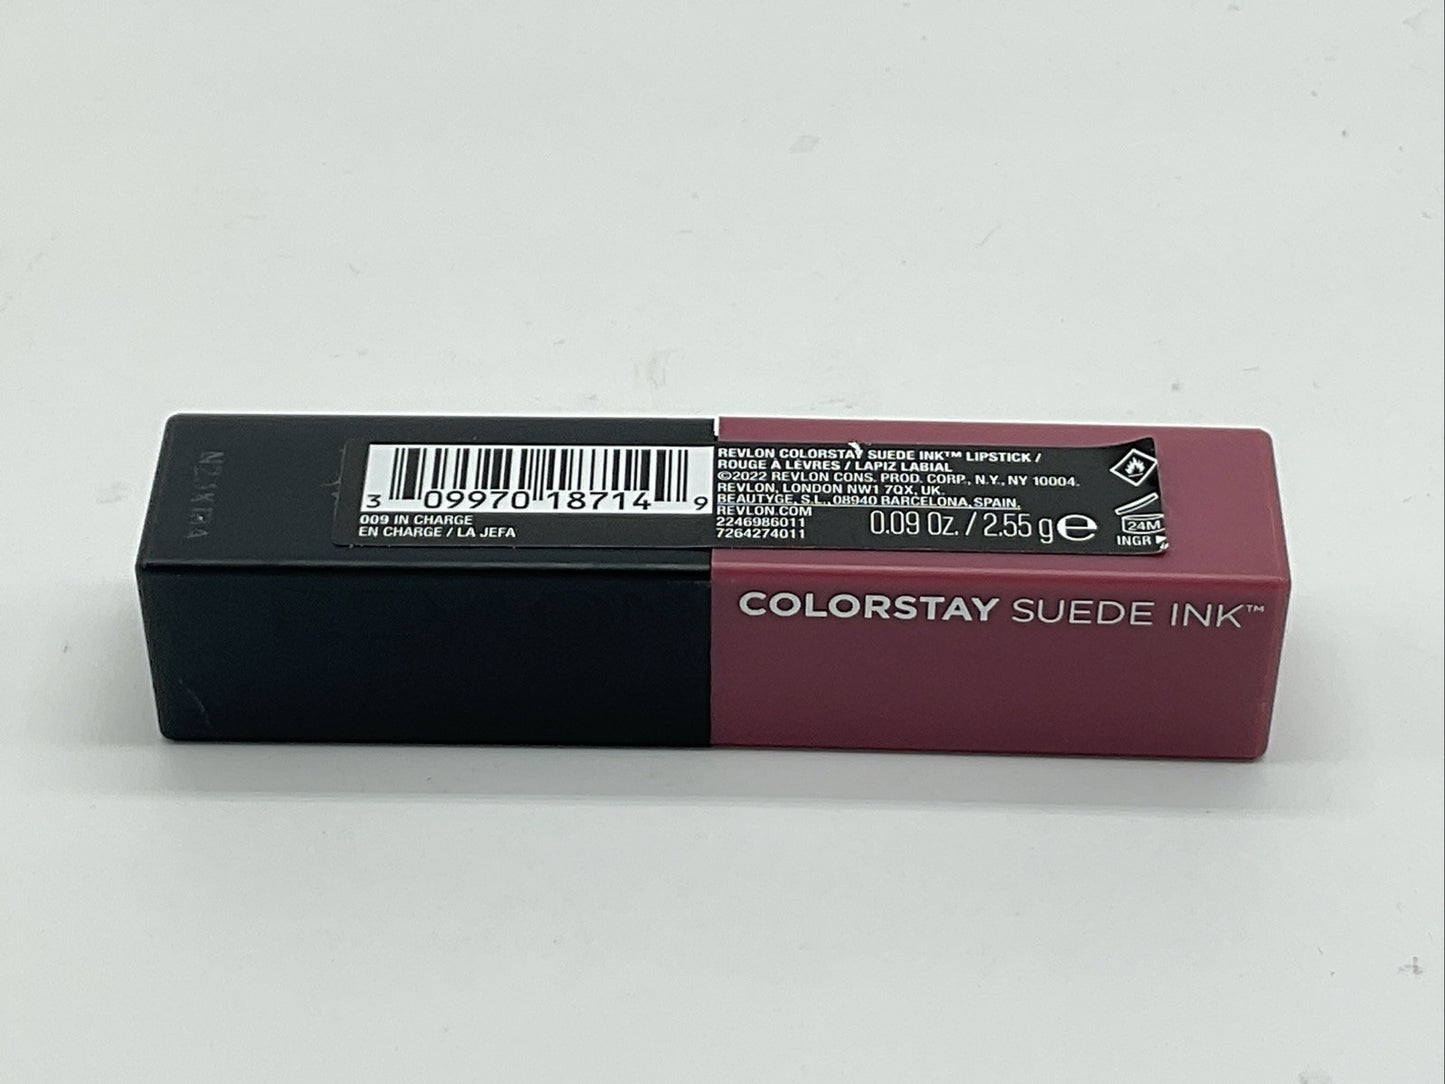 3 09970 18714 9
009 IN CHARGE
EN CHARGE / LA JEFA
REVLON COLORSTAY SUEDE INK™ LIPSTICK /
ROUGE À LÈVRES / LAPIZ LABIAL
©2022 REVLON CONS. PROD. CORP., N.Y., NY 10004.
REVLON, LONDON NW1 7QX, UK.
BEAUTYGE, S.L., 08940 BARCELONA, SPAIN.
REVLON.COM
2246986011
7264274011
0.09 Oz. / 2.55 g e
24M
INGR
COLORSTAY SUEDE INK™